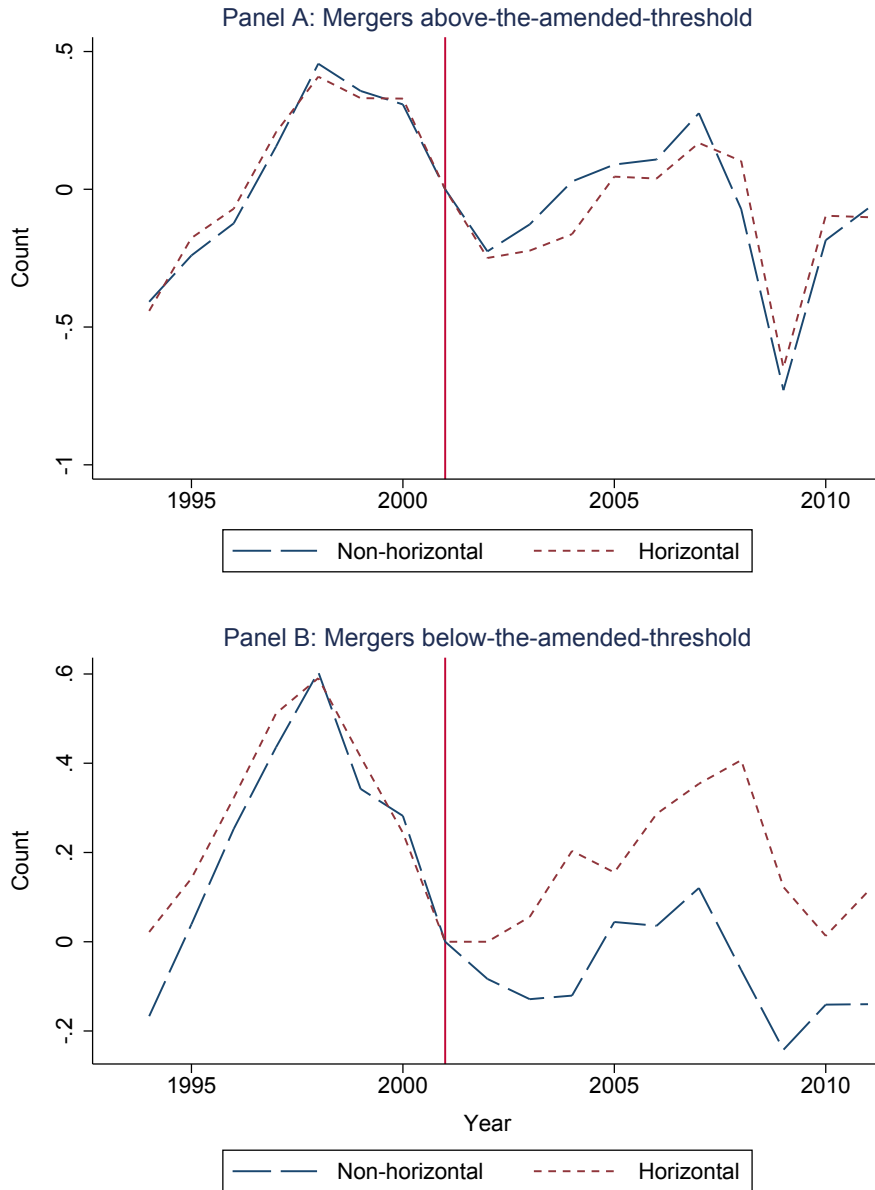 Panel A: Mergers above-the-amended-threshold
.5
0
-.5
-1
Count
1995 2000 2005 2010
Non-horizontal Horizontal
Panel B: Mergers below-the-amended-threshold
.6
.4
.2
0
-.2
Count
1995 2000 2005 2010
Year
Non-horizontal Horizontal